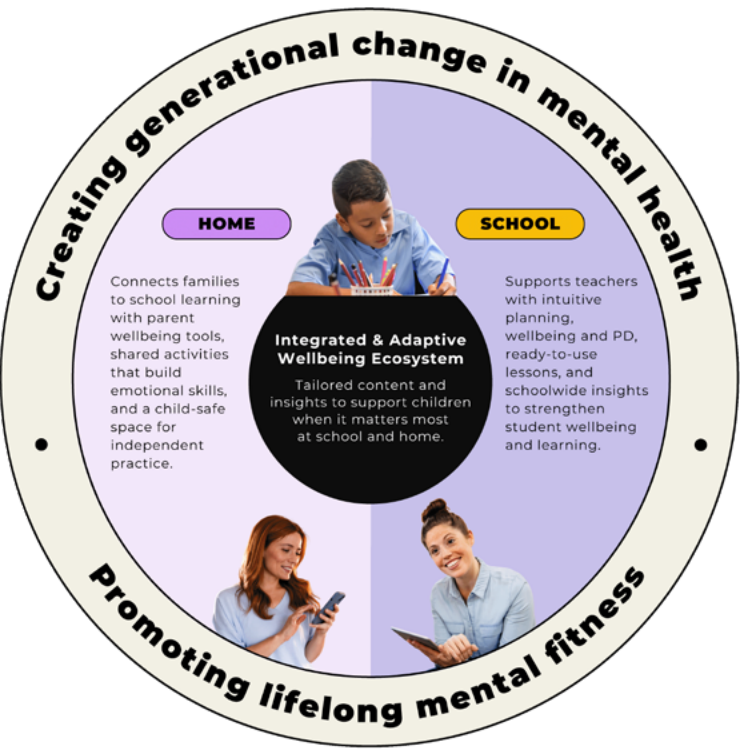 Creating generational change in mental health
HOME
Connects families
to school learning
with parent
wellbeing tools,
shared activities
that build
emotional skills,
and a child-safe
space for
independent
practice.
SCHOOL
Supports teachers
with intuitive
planning,
wellbeing and PD,
ready-to-use
lessons, and
schoolwide insights
to strengthen
student wellbeing
and learning.
Integrated & Adaptive
Wellbeing Ecosystem
Tailored content and
insights to support children
when it matters most
at school and home.
Promoting lifelong mental fitness